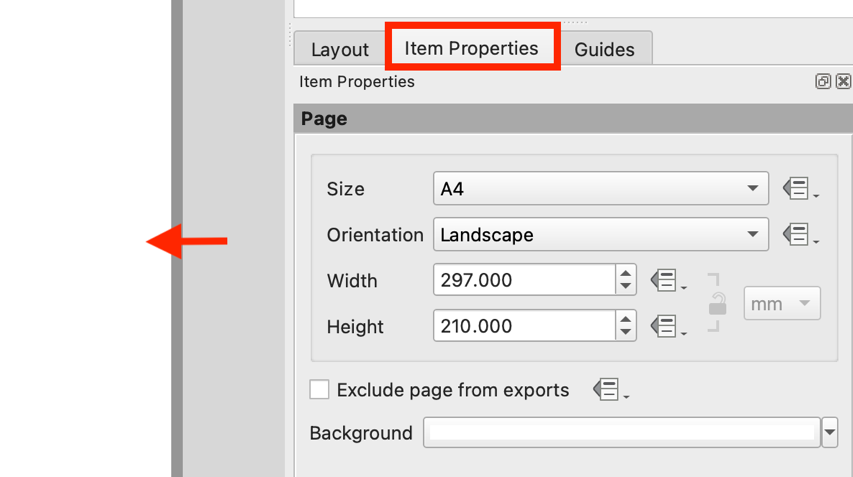 Layout Item Properties Guides
Item Properties
Page
Size A4
Orientation Landscape
Width 297.000
mm
Height 210.000
Exclude page from exports
Background